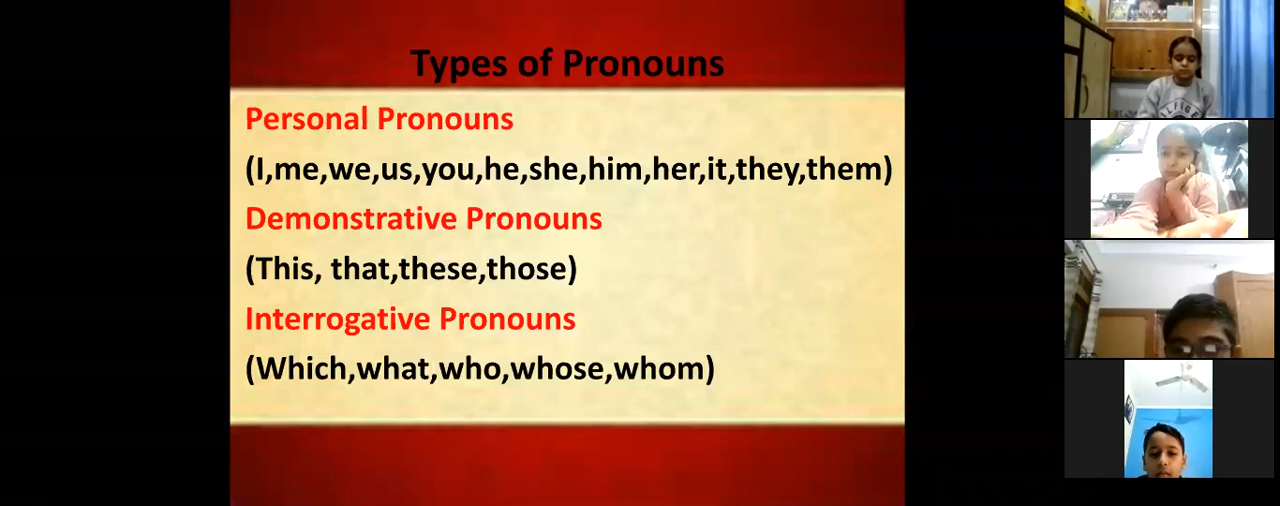 Types of Pronouns
Personal Pronouns
(I,me,we,us,you,he,she,him,her,it,they,them)
Demonstrative Pronouns
(This, that,these,those)
Interrogative Pronouns
(Which,what,who,whose,whom)